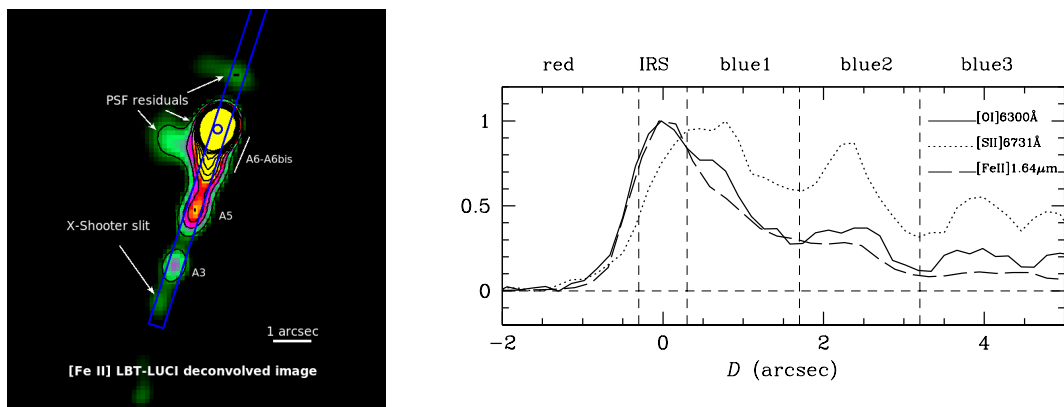 PSF residuals
A6-A6bis
A5
X-Shooter slit
A3
1 arcsec
[Fe II] LBT-LUCI deconvolved image
red IRS blue1 blue2 blue3
[OI]6300Å
[SII]6731Å
[FeII]1.64μm
1
0.5
0
-2 0 2 4
D (arcsec)